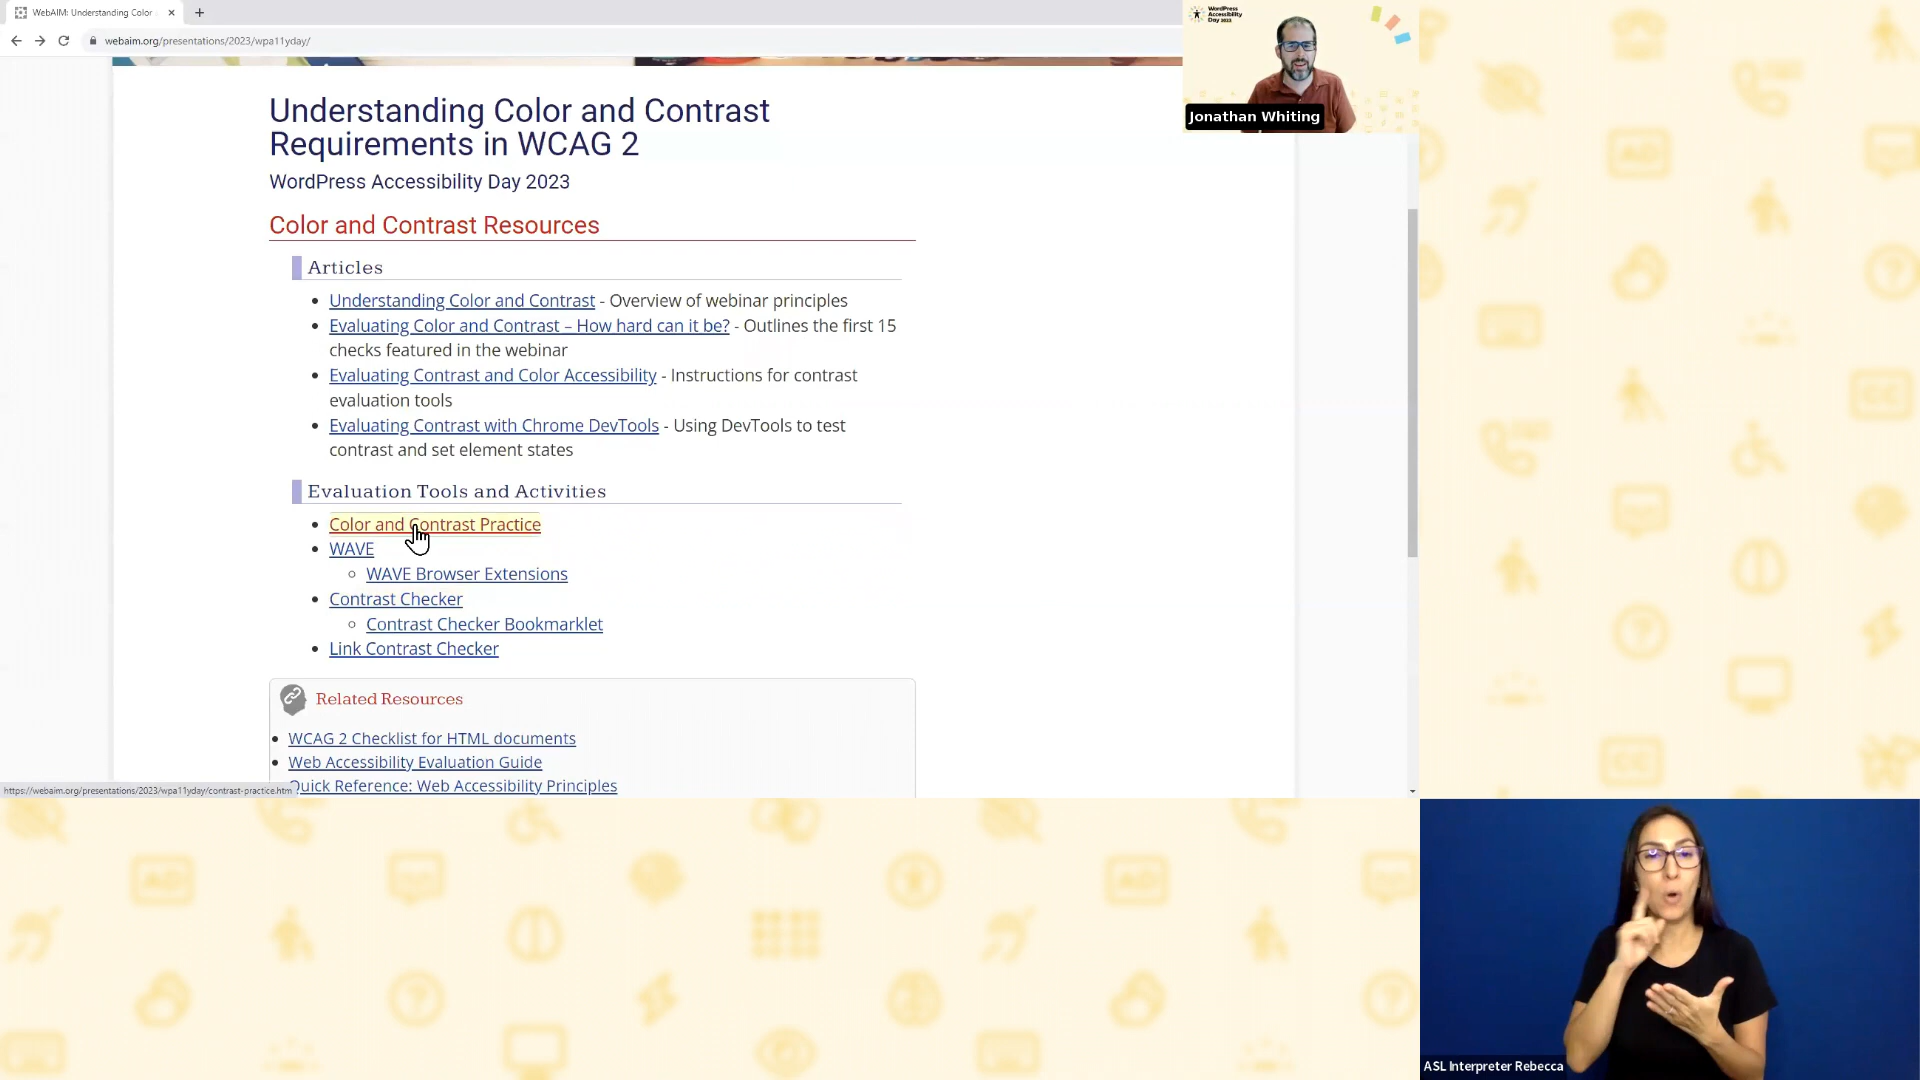 WebAIM: Understanding Color
webaim.org/presentations/2023/wpa11yday/
WordPress
Accessibility
Day 2023
Jonathan Whiting
Understanding Color and Contrast
Requirements in WCAG 2
WordPress Accessibility Day 2023
Color and Contrast Resources
Articles
Understanding Color and Contrast - Overview of webinar principles
Evaluating Color and Contrast – How hard can it be? - Outlines the first 15
checks featured in the webinar
Evaluating Contrast and Color Accessibility - Instructions for contrast
evaluation tools
Evaluating Contrast with Chrome DevTools - Using DevTools to test
contrast and set element states
Evaluation Tools and Activities
Color and Contrast Practice
WAVE
WAVE Browser Extensions
Contrast Checker
Contrast Checker Bookmarklet
Link Contrast Checker
Related Resources
WCAG 2 Checklist for HTML documents
Web Accessibility Evaluation Guide
Quick Reference: Web Accessibility Principles
https://webaim.org/presentations/2023/wpa11yday/contrast-practice.htm
ASL Interpreter Rebecca